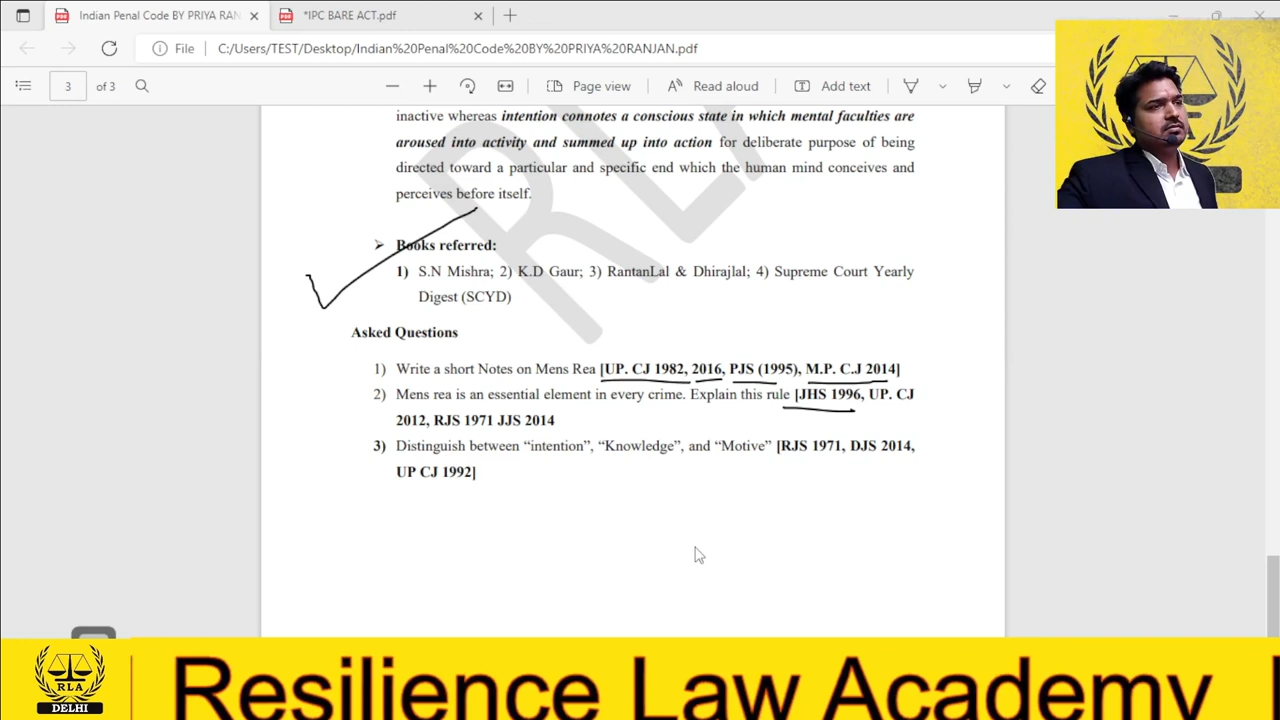 Indian Penal Code BY PRIYA RAN
*IPC BARE ACT.pdf
File
C:/Users/TEST/Desktop/Indian%20Penal%20Code%20BY%20PRIYA%20RANJAN.pdf
3 of 3
Page view
Read aloud
Add text
inactive whereas intention connotes a conscious state in which mental faculties are
aroused into activity and summed up into action for deliberate purpose of being
directed toward a particular and specific end which the human mind conceives and
perceives before itself.
➢ Books referred:
1) S.N Mishra; 2) K.D Gaur; 3) RantanLal & Dhirajlal; 4) Supreme Court Yearly
Digest (SCYD)
Asked Questions
1) Write a short Notes on Mens Rea [UP. CJ 1982, 2016, PJS (1995), M.P. C.J 2014]
2) Mens rea is an essential element in every crime. Explain this rule [JHS 1996, UP. CJ
2012, RJS 1971 JJS 2014
3) Distinguish between “intention”, “Knowledge”, and “Motive” [RJS 1971, DJS 2014,
UP CJ 1992]
RLA
RLA
DELHI
Resilience Law Academy